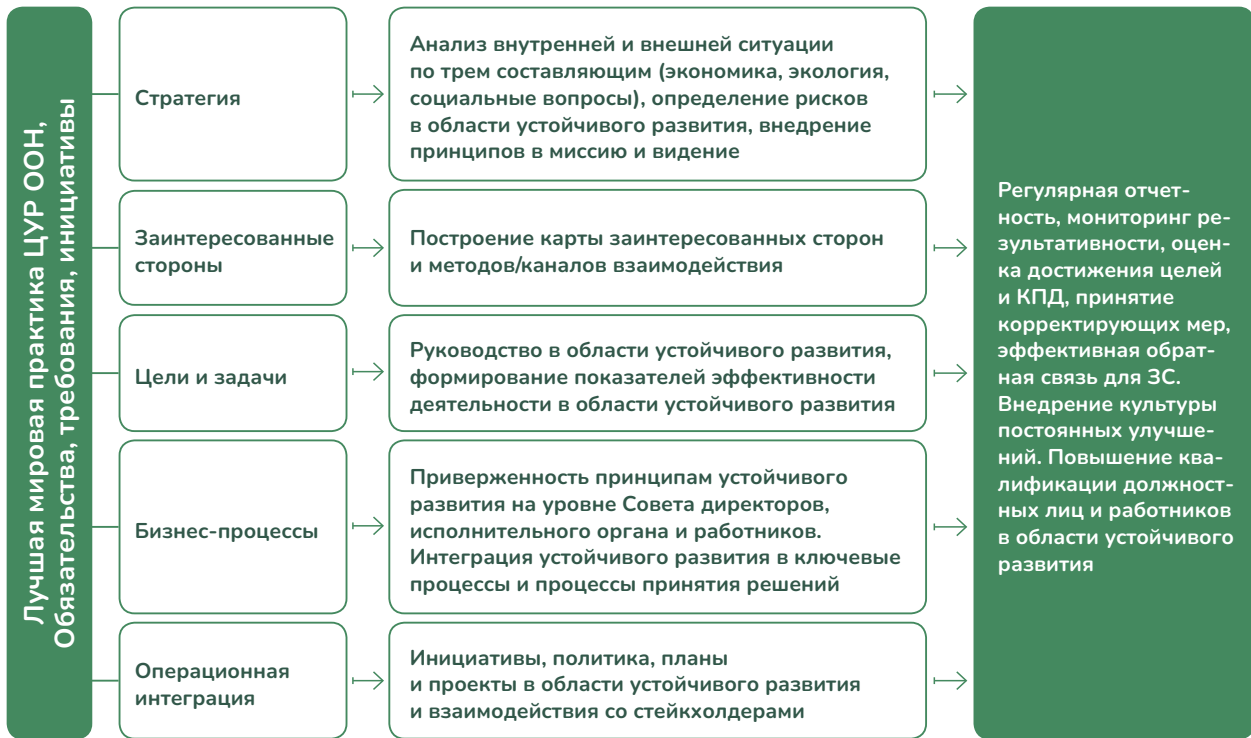 Лучшая мировая практика ЦУР ООН,
Обязательства, требования, инициативы
Стратегия
Анализ внутренней и внешней ситуации
по трем составляющим (экономика, экология,
социальные вопросы), определение рисков
в области устойчивого развития, внедрение
принципов в миссию и видение
Заинтересованные
стороны
Построение карты заинтересованных сторон
и методов/каналов взаимодействия
Цели и задачи
Руководство в области устойчивого развития,
формирование показателей эффективности
деятельности в области устойчивого развития
Бизнес-процессы
Приверженность принципам устойчивого
развития на уровне Совета директоров,
исполнительного органа и работников.
Интеграция устойчивого развития в ключевые
процессы и процессы принятия решений
Операционная
интеграция
Инициативы, политика, планы
и проекты в области устойчивого развития
и взаимодействия со стейкхолдерами
Регулярная отчет-
ность, мониторинг ре-
зультативности, оцен-
ка достижения целей
и КПД, принятие
корректирующих мер,
эффективная обрат-
ная связь для ЗС.
Внедрение культуры
постоянных улучше-
ний. Повышение ква-
лификации должност-
ных лиц и работников
в области устойчивого
развития